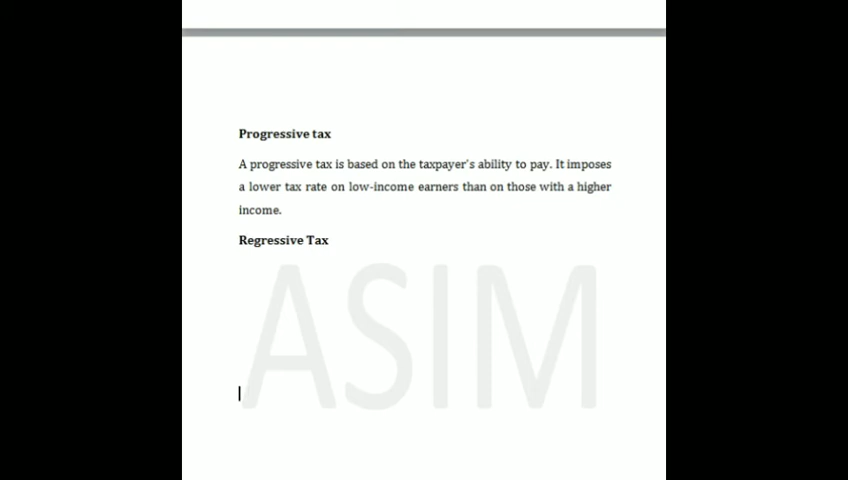 Progressive tax
A progressive tax is based on the taxpayer's ability to pay. It imposes
a lower tax rate on low-income earners than on those with a higher
income.
Regressive Tax
ASIM